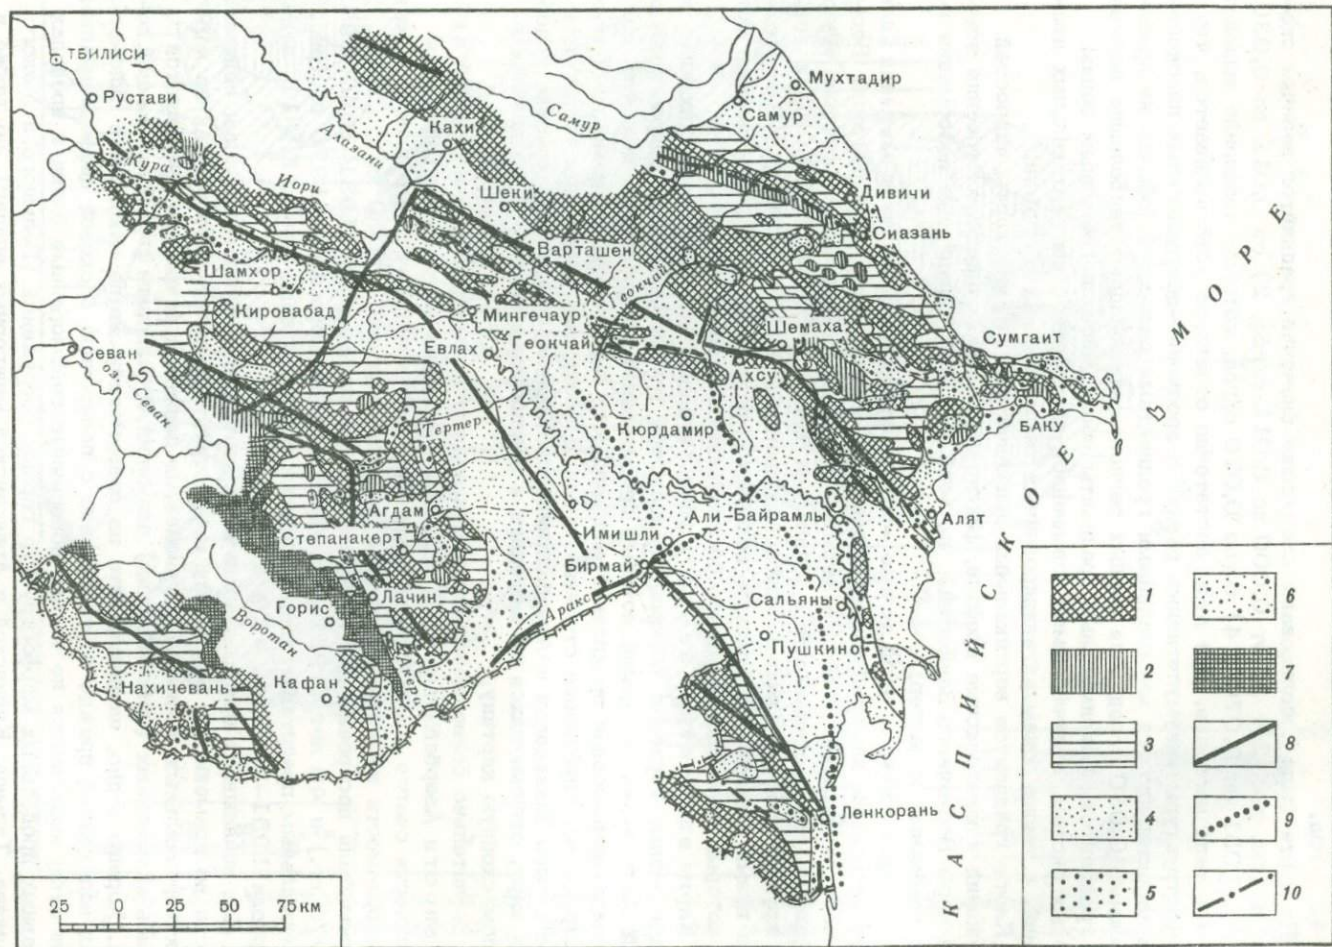 ТБИЛИСИ
Рустави
Мухтадир
Самур
Самур
Кахи
Алазани
Кура
Иори
Шеки
Дивичи
Сиазань
Варташен
Шамхор
Геокчай
Кировабад
Мингечаур
Шемаха
Сумгаит
Геокчай
Севан
Евлах
Ахсу
оз. Севан
БАКУ
Тертер
Кюрдамир
Агдам
Али-Байрамлы
Алят
Степанакерт
Имишли
Бирмай
Лачин
Аракс
Сальяны
Горис
Воротан
Пушкино
Акера
Нахичевань
Кафан
Ленкорань
КАСПИЙСКОЕ МОРЕ
1 6
2 7
3 8
4 9
5 10
25 0 25 50 75 км